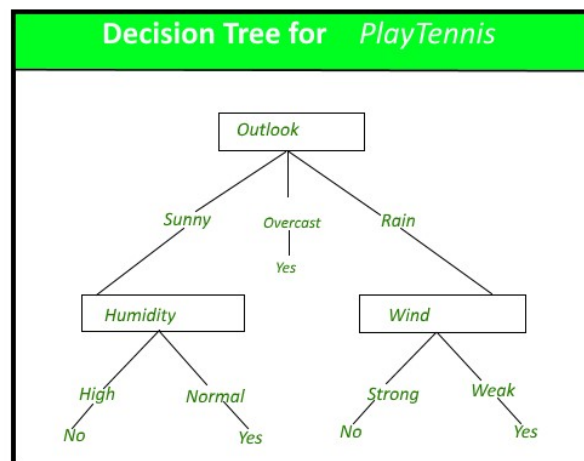 Decision Tree for PlayTennis
Outlook
Sunny Overcast Rain
Yes
Humidity Wind
High Normal Strong Weak
No Yes No Yes